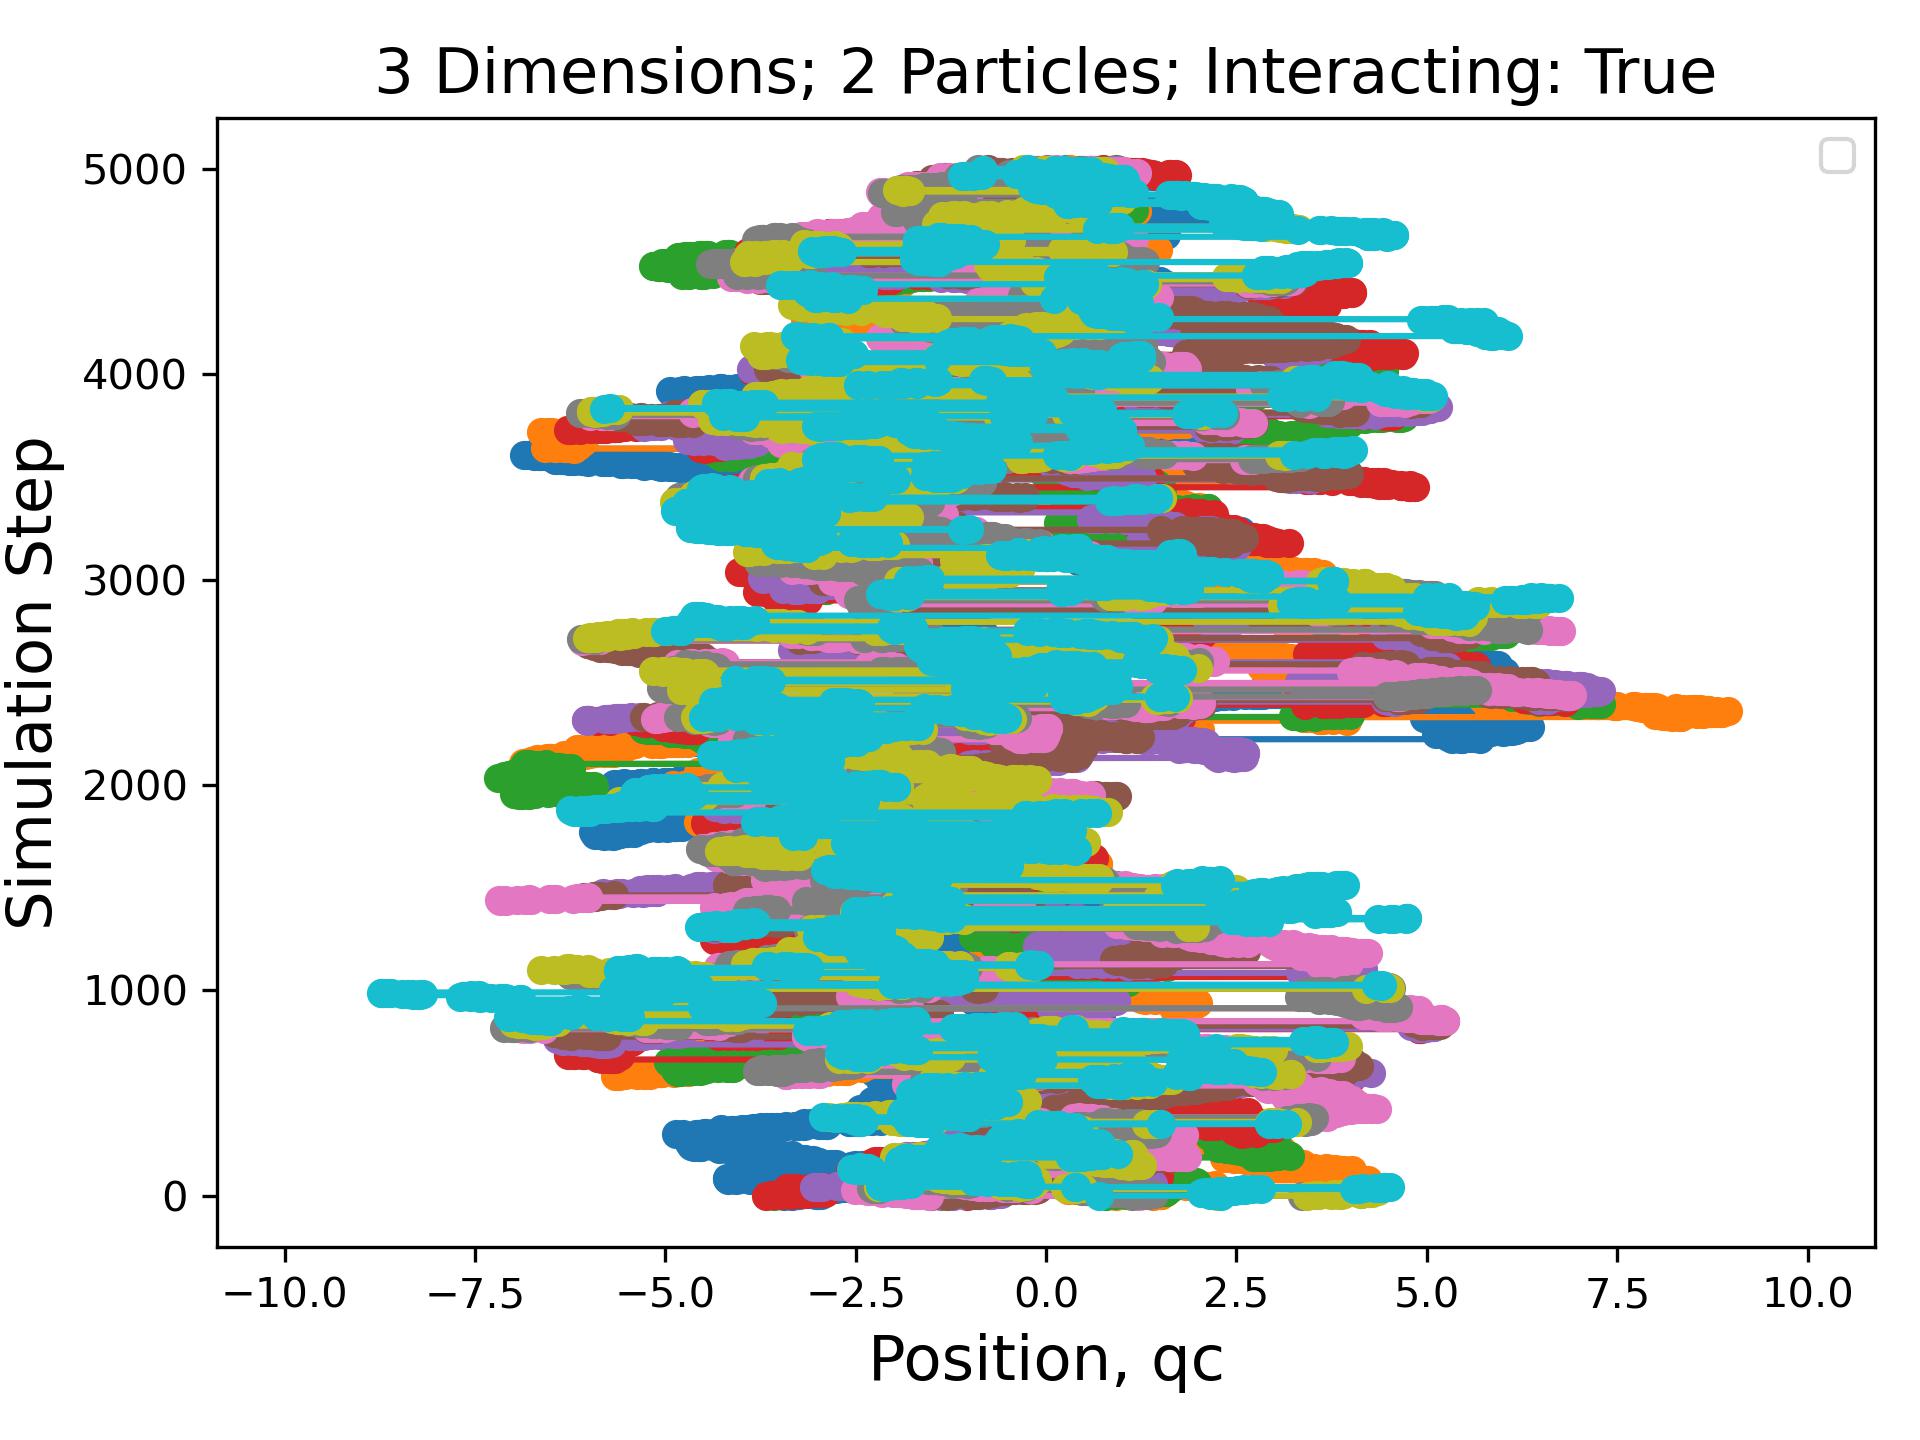 3 Dimensions; 2 Particles; Interacting: True
5000
4000
3000
2000
1000
0
Simulation Step
−10.0 −7.5 −5.0 −2.5 0.0 2.5 5.0 7.5 10.0
Position, qc